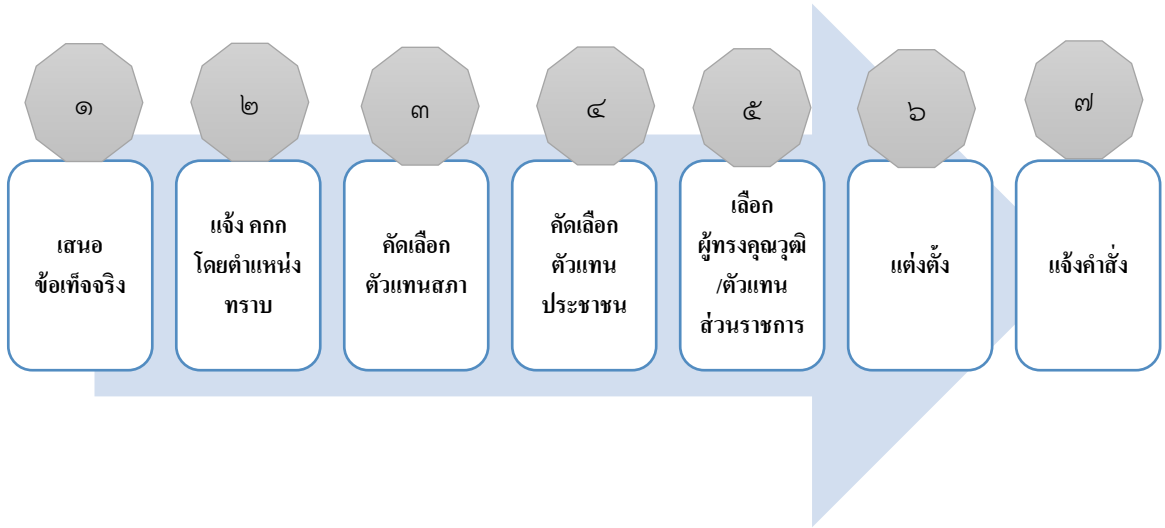 ๑
เสนอ
ข้อเท็จจริง
๒
แจ้ง คกก
โดยตำแหน่ง
ทราบ
๓
คัดเลือก
ตัวแทนสภา
๔
คัดเลือก
ตัวแทน
ประชาชน
๕
เลือก
ผู้ทรงคุณวุฒิ
/ตัวแทน
ส่วนราชการ
๖
แต่งตั้ง
๗
แจ้งคำสั่ง